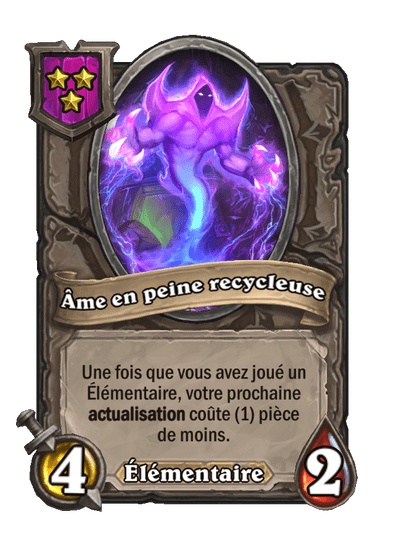 Âme en peine recycleuse
Une fois que vous avez joué un
Élémentaire, votre prochaine
actualisation coûte (1) pièce
de moins.
4
Élémentaire
2